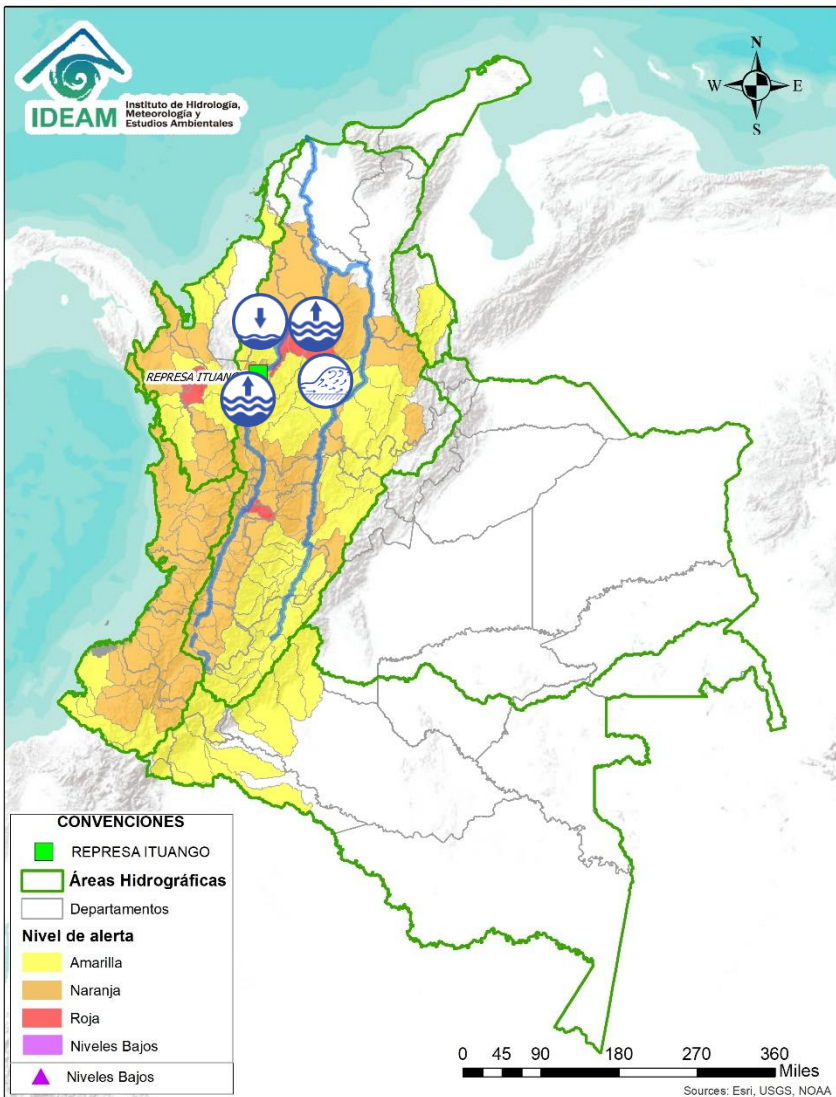 IDEAM
Instituto de Hidrología,
Meteorología y
Estudios Ambientales
N
W
E
S
REPRESA ITUANGO
CONVENCIONES
REPRESA ITUANGO
Áreas Hidrográficas
Departamentos
Nivel de alerta
Amarilla
Naranja
Roja
Niveles Bajos
Niveles Bajos
0 45 90 180 270 360
Miles
Sources: Esri, USGS, NOAA